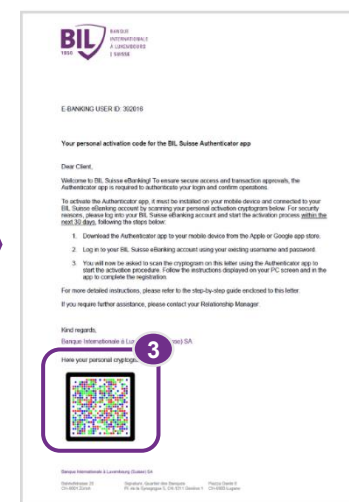 BIL
1856
BANQUE
INTERNATIONALE
À LUXEMBOURG
| SUISSE
E-BANKING USER ID: 392016
Your personal activation code for the BIL Suisse Authenticator app
Dear Client,
Welcome to BIL Suisse eBanking! To ensure secure access and transaction approvals, the
Authenticator app is required to authenticate your login and confirm operations.
To activate the Authenticator app, it must be installed on your mobile device and connected to your
BIL Suisse eBanking account by scanning your personal activation cryptogram below. For security
reasons, please log into your BIL Suisse eBanking account and start the activation process within the
next 30 days, following the steps below:
1. Download the Authenticator app to your mobile device from the Apple or Google app store.
2. Log in to your BIL Suisse eBanking account using your existing username and password.
3. You will now be asked to scan the cryptogram on this letter using the Authenticator app to
start the activation procedure. Follow the instructions displayed on your PC screen and in the
app to complete the registration.
For more detailed instructions, please refer to the step-by-step guide enclosed to this letter.
If you require further assistance, please contact your Relationship Manager.
Kind regards,
Banque Internationale à Lu se) SA
3
Here your personal cryptog
Banque Internationale à Luxembourg (Suisse) SA